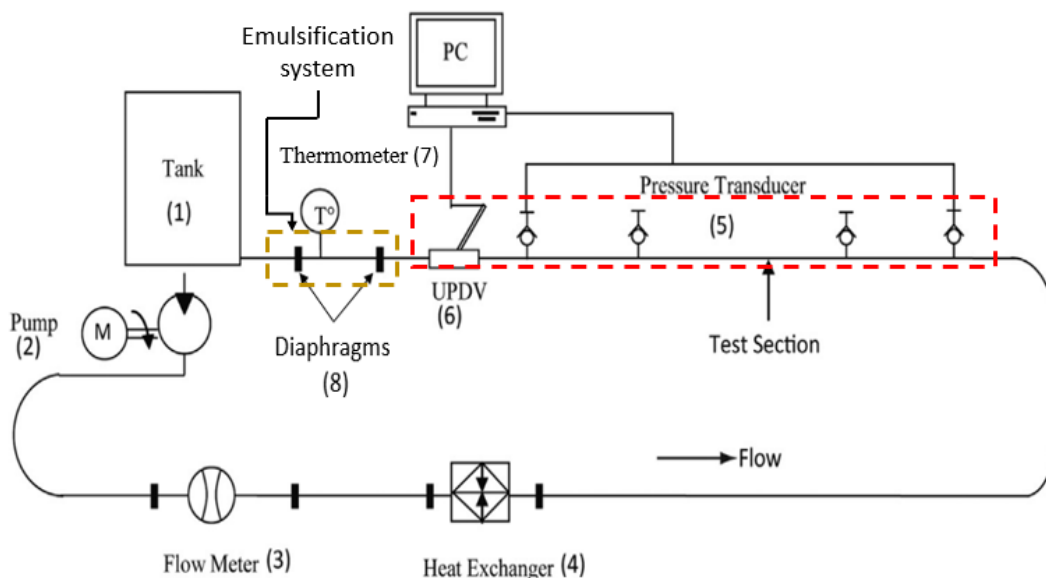 Emulsification
system
PC
Tank
(1)
Thermometer (7)
T°
Pressure Transducer
(5)
UPDV
(6)
Pump
(2)
M
Diaphragms
(8)
Test Section
Flow
Flow Meter (3)
Heat Exchanger (4)